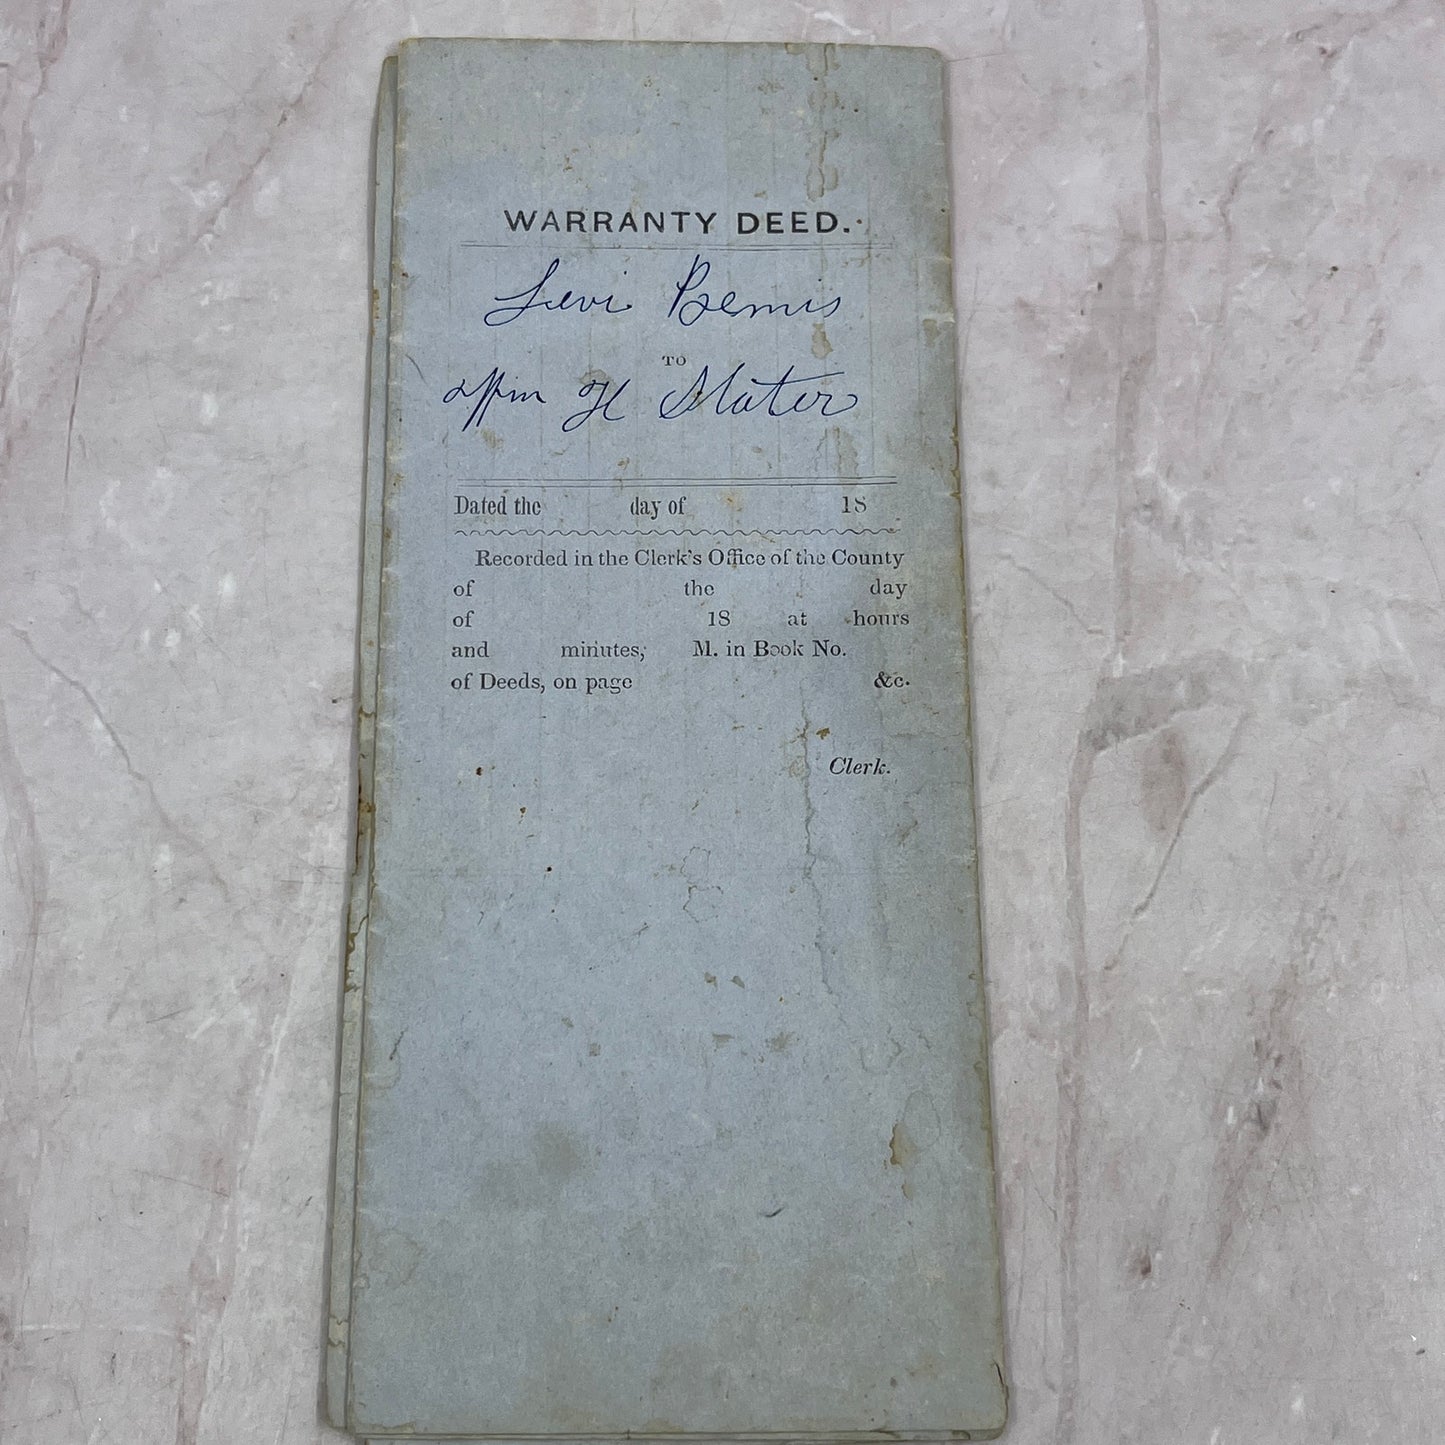 WARRANTY DEED.
Levi Bemis
TO
Wm H Slater
Dated the day of 18
Recorded in the Clerk's Office of the County
of the day
of 18 at hours
and minutes, M. in Book No.
of Deeds, on page &c.
Clerk.